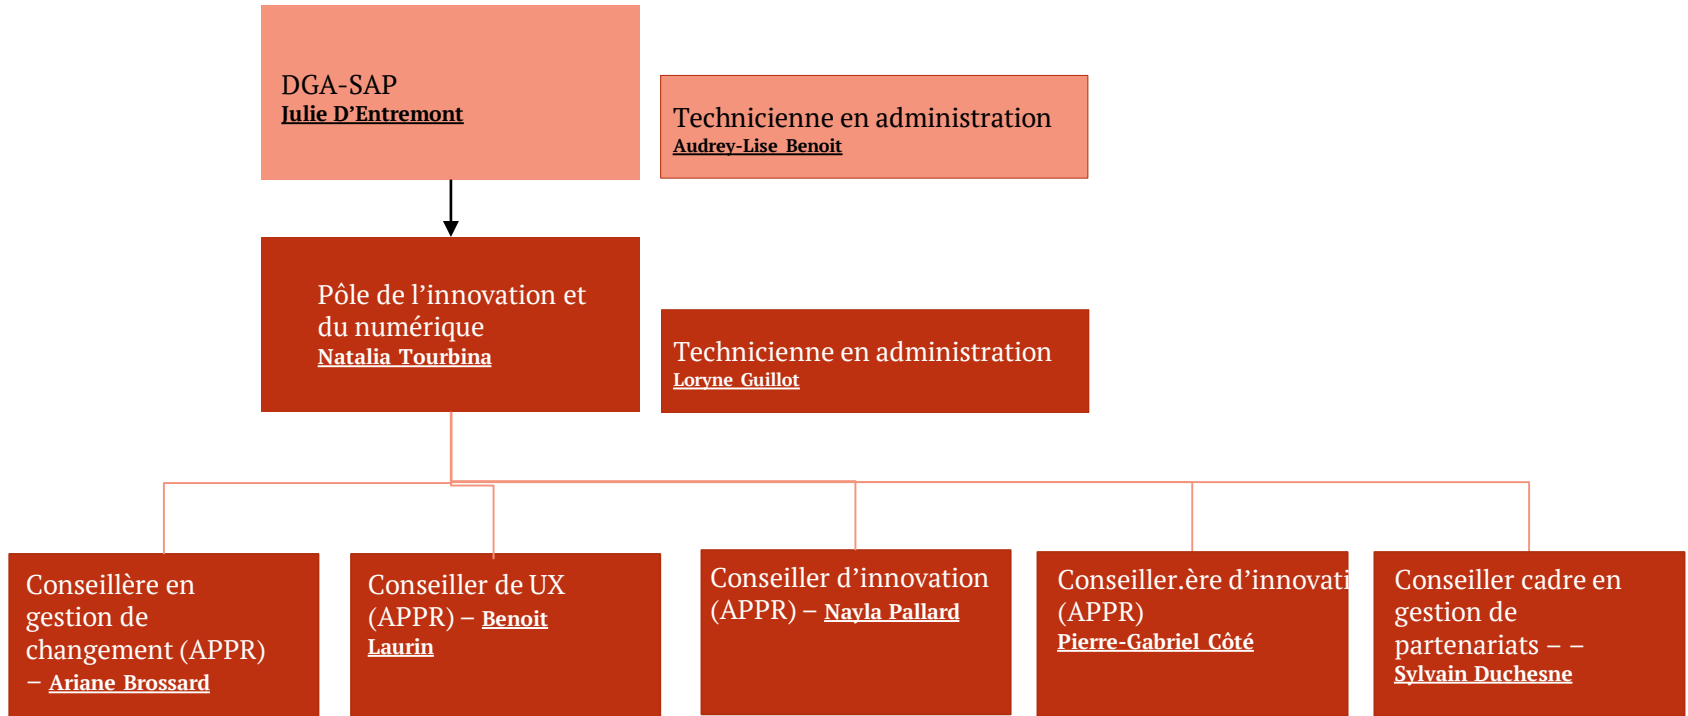 DGA-SAP
Julie D’Entremont
Technicienne en administration
Audrey-Lise Benoit
Pôle de l’innovation et
du numérique
Natalia Tourbina
Technicienne en administration
Loryne Guillot
Conseillère en
gestion de
changement (APPR)
– Ariane Brossard
Conseiller de UX
(APPR) – Benoit
Laurin
Conseiller d’innovation
(APPR) – Nayla Pallard
Conseiller.ère d’innovati
(APPR)
Pierre-Gabriel Côté
Conseiller cadre en
gestion de
partenariats – –
Sylvain Duchesne